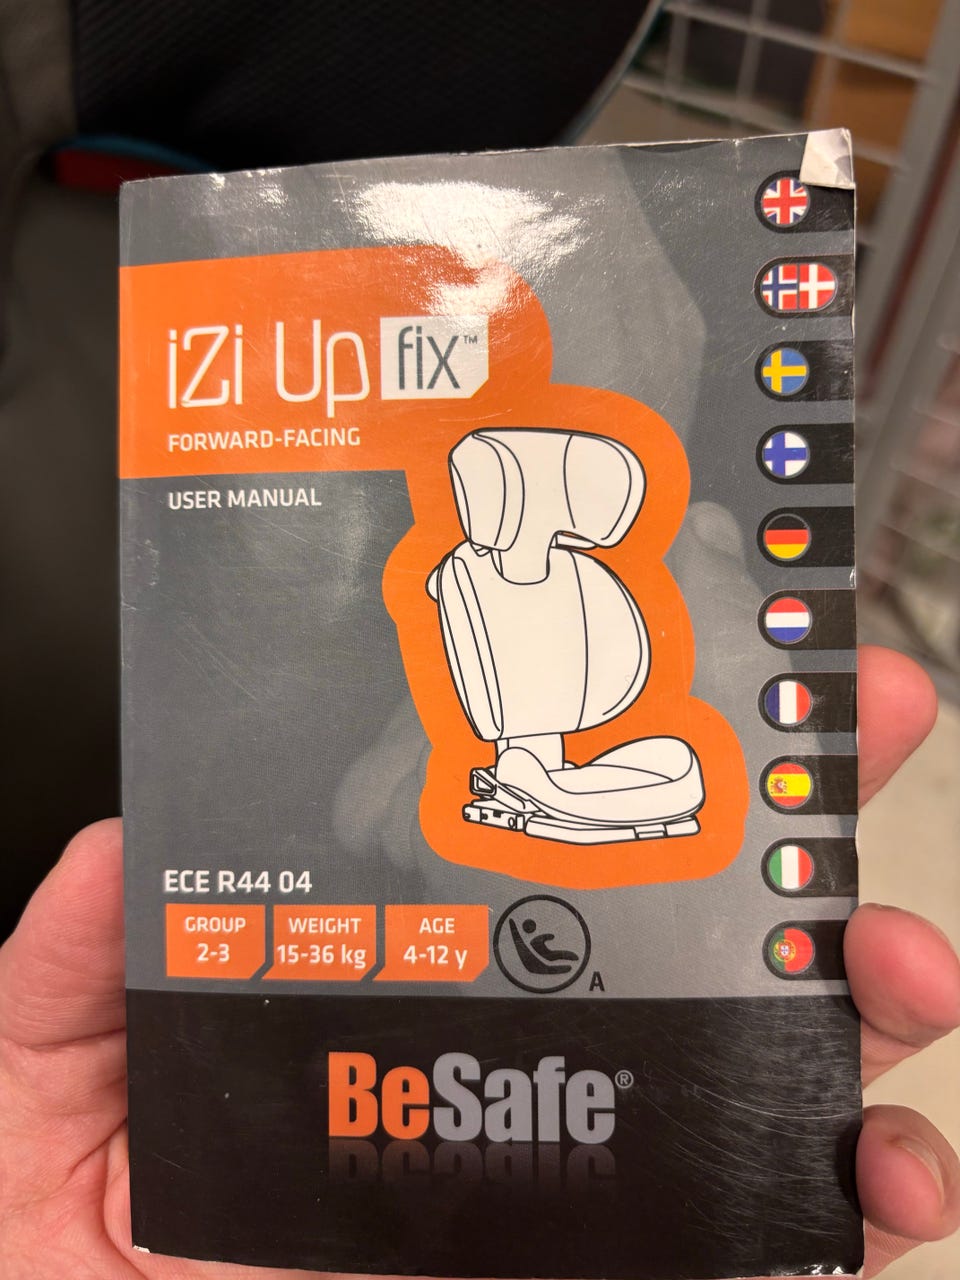 iZi Up fix™
FORWARD-FACING
USER MANUAL
ECE R44 04
GROUP
2-3
WEIGHT
15-36 kg
AGE
4-12 y
A
BeSafe®